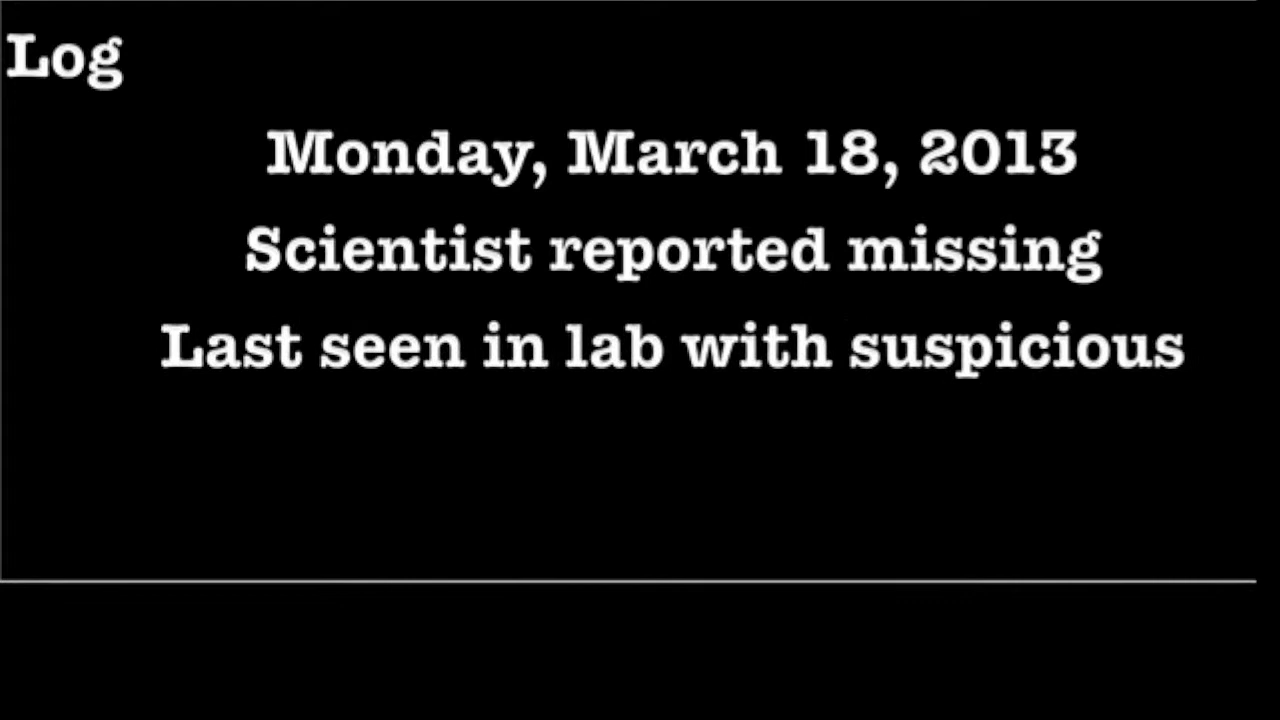 Log
Monday, March 18, 2013
Scientist reported missing
Last seen in lab with suspicious